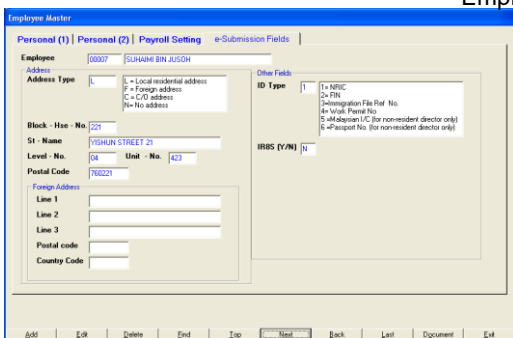 Empl
Employee Master
Personal (1) | Personal (2) | Payroll Setting e-Submission Fields
Employee 00007 SUHAIMI BIN JUSOH
Address
Address Type L
L = Local residential address
F = Foreign address
C = C/O address
N= No address
Block - Hse - No. 221
St - Name YISHUN STREET 21
Level - No. 04 Unit - No. 423
Postal Code 760221
Foreign Address
Line 1
Line 2
Line 3
Postal code
Country Code
Other Fields
ID Type 1
1= NRIC
2= FIN
3=Immigration File Ref No.
4= Work Permit No
5 =Malaysian I/C (for non-resident director only)
6 =Passport No. (for non-resident director only)
IR8S (Y/N) N
Add Edit Delete Find Top Next Back Last Document Exit